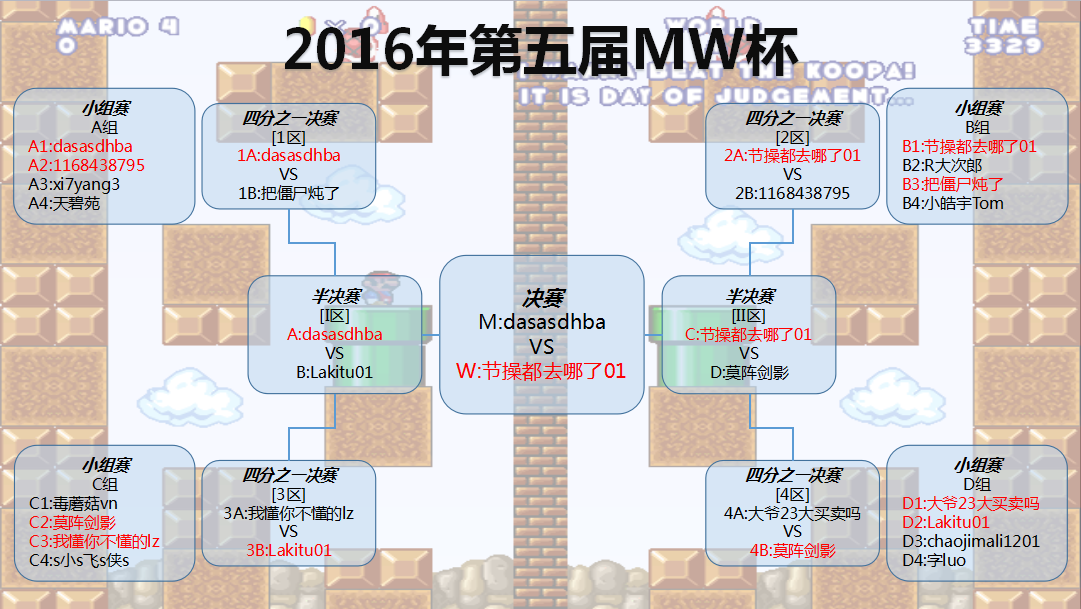 MARIO 4
0
WORLD
TIME
3329
2016年第五届MW杯
BEAT THE KOOPA!
IT IS DAY OF JUDGEMENT...
小组赛
A组
A1:dasasdhba
A2:1168438795
A3:xi7yang3
A4:天碧苑
四分之一决赛
[1区]
1A:dasasdhba
VS
1B:把僵尸炖了
四分之一决赛
[2区]
2A:节操都去哪了01
VS
2B:1168438795
小组赛
B组
B1:节操都去哪了01
B2:R大次郎
B3:把僵尸炖了
B4:小皓宇Tom
半决赛
[I区]
A:dasasdhba
VS
B:Lakitu01
决赛
M:dasasdhba
VS
W:节操都去哪了01
半决赛
[II区]
C:节操都去哪了01
VS
D:莫阵剑影
小组赛
C组
C1:毒蘑菇vn
C2:莫阵剑影
C3:我懂你不懂的lz
C4:s小s飞s侠s
四分之一决赛
[3区]
3A:我懂你不懂的lz
VS
3B:Lakitu01
四分之一决赛
[4区]
4A:大爷23大买卖吗
VS
4B:莫阵剑影
小组赛
D组
D1:大爷23大买卖吗
D2:Lakitu01
D3:chaojimali1201
D4:字luo